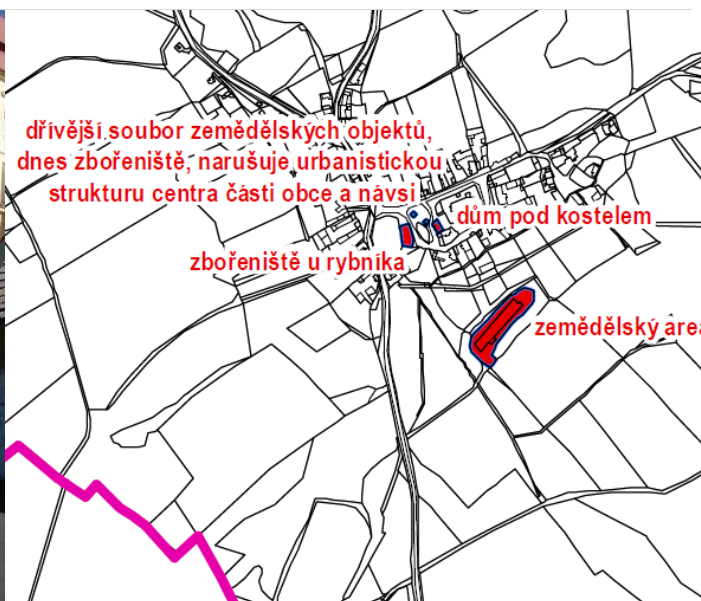 dřívější soubor zemědělských objektů,
dnes zbořeniště, narušuje urbanistickou
strukturu centra části obce a návsi
dům pod kostelem
zbořeniště u rybníka
zemědělský area